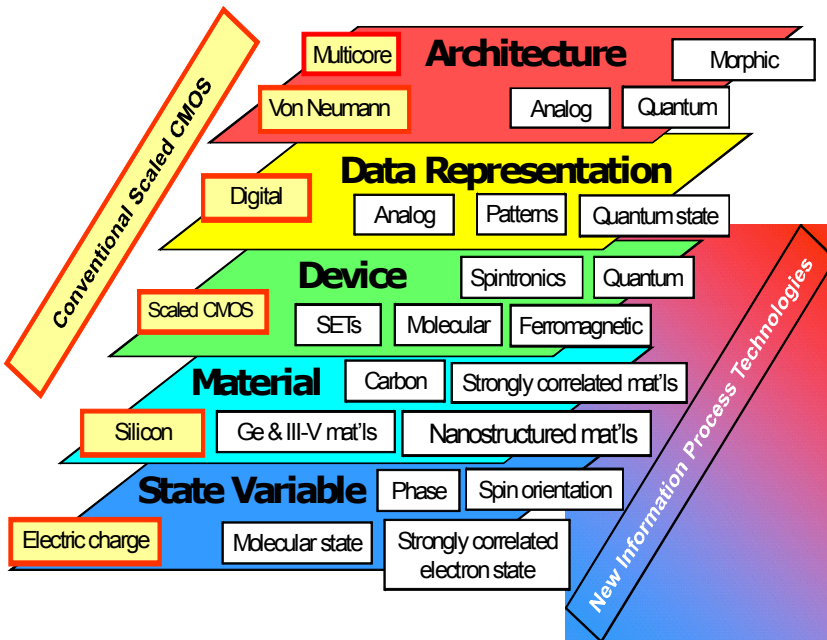 Conventional Scaled CMOS
Multicore
Architecture
Morphic
Von Neumann
Analog
Quantum
Data Representation
Digital
Analog
Patterns
Quantum state
Device
Spintronics
Quantum
Scaled CMOS
SETs
Molecular
Ferromagnetic
Material
Carbon
Strongly correlated mat'ls
Silicon
Ge & III-V mat'ls
Nanostructured mat'ls
State Variable
Phase
Spin orientation
Electric charge
Molecular state
Strongly correlated
electron state
New Information Process Technologies